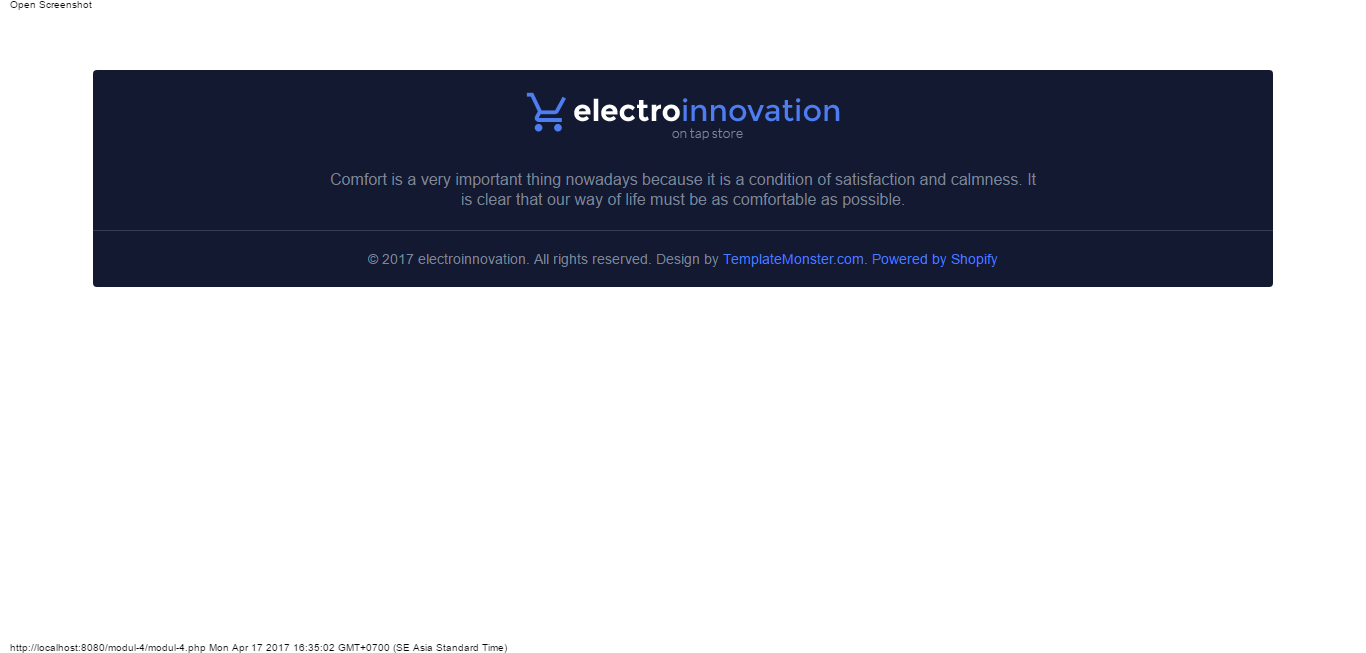 Open Screenshot
electroinnovation
on tap store
Comfort is a very important thing nowadays because it is a condition of satisfaction and calmness. It
is clear that our way of life must be as comfortable as possible.
© 2017 electroinnovation. All rights reserved. Design by TemplateMonster.com. Powered by Shopify
http://localhost:8080/modul-4/modul-4.php Mon Apr 17 2017 16:35:02 GMT+0700 (SE Asia Standard Time)